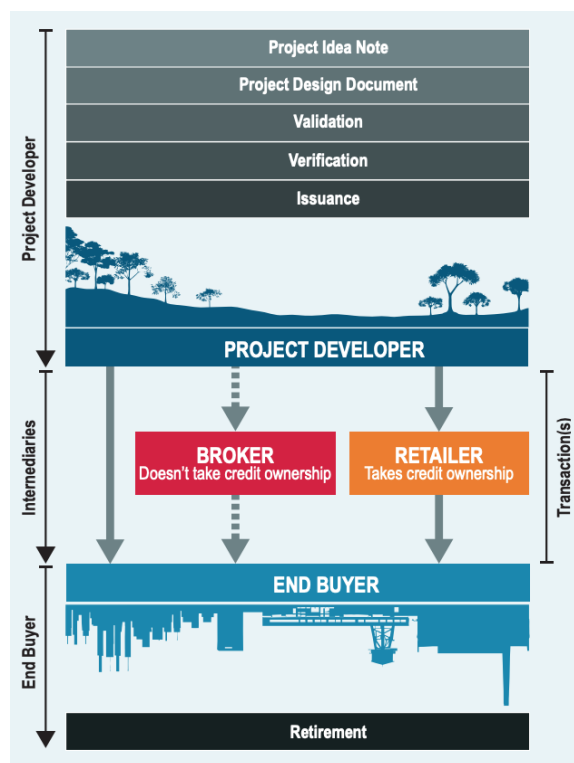 Project Idea Note
Project Design Document
Validation
Verification
Issuance
Project Developer
PROJECT DEVELOPER
Internediaries
BROKER
Doesn't take credit ownership
RETAILER
Takes credit ownership
Transaction(s)
END BUYER
End Buyer
Retirement